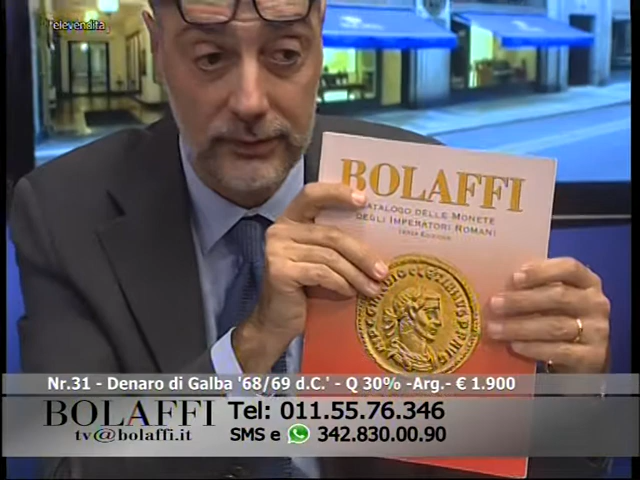 Televendita
BOLAFFI
CATALOGO DELLE MONETE
DEGLI IMPERATORI ROMANI
Nr.31 - Denaro di Galba '68/69 d.C.' - Q 30% -Arg.- € 1.900
BOLAFFI
tv@bolaffi.it
Tel: 011.55.76.346
SMS e 342.830.00.90